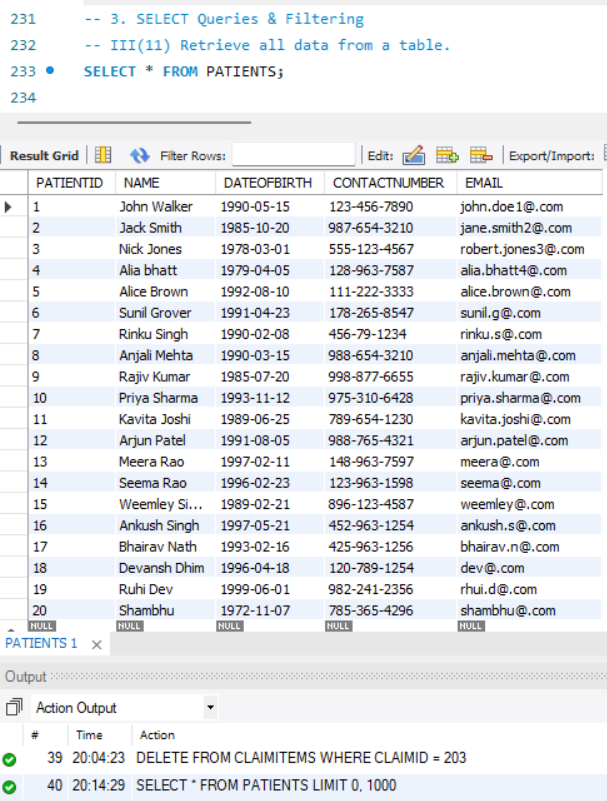 231 -- 3. SELECT Queries & Filtering
232 -- III(11) Retrieve all data from a table.
233 SELECT * FROM PATIENTS;
234
Result Grid Filter Rows: Edit: Export/Import:
PATIENTID NAME DATEOFBIRTH CONTACTNUMBER EMAIL
1 John Walker 1990-05-15 123-456-7890 john.doe1@.com
2 Jack Smith 1985-10-20 987-654-3210 jane.smith2@.com
3 Nick Jones 1978-03-01 555-123-4567 robert.jones3@.com
4 Alia bhatt 1979-04-05 128-963-7587 alia.bhatt4@.com
5 Alice Brown 1992-08-10 111-222-3333 alice.brown@.com
6 Sunil Grover 1991-04-23 178-265-8547 sunil.g@.com
7 Rinku Singh 1990-02-08 456-79-1234 rinku.s@.com
8 Anjali Mehta 1990-03-15 988-654-3210 anjali.mehta@.com
9 Rajiv Kumar 1985-07-20 998-877-6655 rajiv.kumar@.com
10 Priya Sharma 1993-11-12 975-310-6428 priya.sharma@.com
11 Kavita Joshi 1989-06-25 789-654-1230 kavita.joshi@.com
12 Arjun Patel 1991-08-05 988-765-4321 arjun.patel@.com
13 Meera Rao 1997-02-11 148-963-7597 meera@.com
14 Seema Rao 1996-02-23 123-963-1598 seema@.com
15 Weemley Si... 1989-02-21 896-123-4587 weemley@.com
16 Ankush Singh 1997-05-21 452-963-1254 ankush.s@.com
17 Bhairav Nath 1993-02-16 425-963-1256 bhairav.n@.com
18 Devansh Dhim 1996-04-18 120-789-1254 dev@.com
19 Ruhi Dev 1999-06-01 982-241-2356 rhui.d@.com
20 Shambhu 1972-11-07 785-365-4296 shambhu@.com
NULL NULL NULL NULL NULL
PATIENTS 1
Output
Action Output
# Time Action
39 20:04:23 DELETE FROM CLAIMITEMS WHERE CLAIMID = 203
40 20:14:29 SELECT * FROM PATIENTS LIMIT 0, 1000